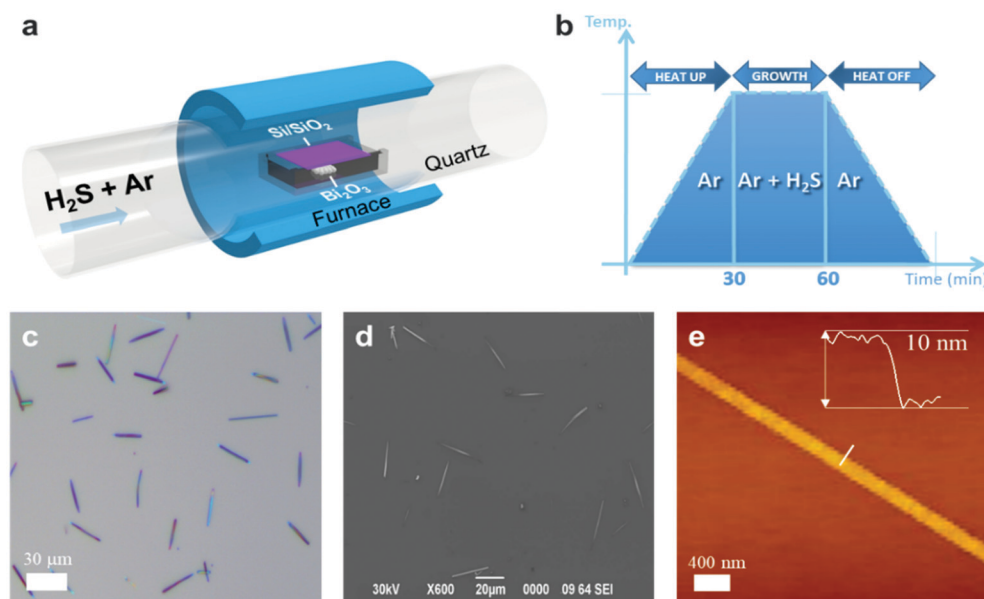 a
Si/SiO₂
H₂S + Ar
Bi₂O₃
Furnace
Quartz
b
Temp.
HEAT UP
GROWTH
HEAT OFF
Ar
Ar + H₂S
Ar
30
60
Time (min)
c
30 μm
d
30kV X600 20μm 0000 09 64 SEI
e
10 nm
400 nm